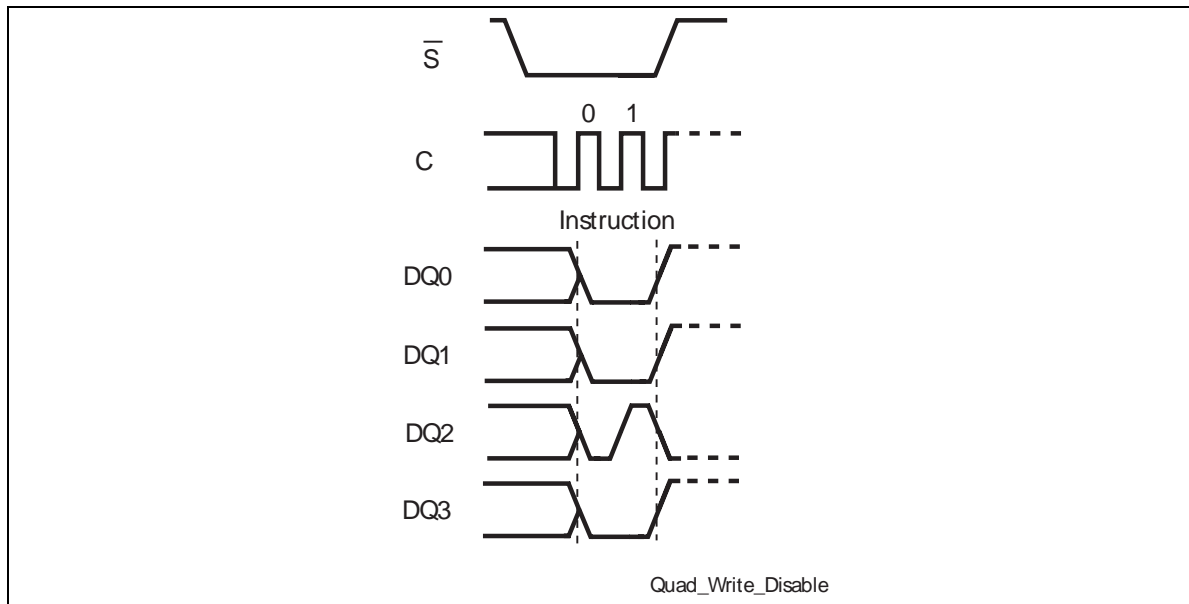 S̅
0 1
C
Instruction
DQ0
DQ1
DQ2
DQ3
Quad_Write_Disable